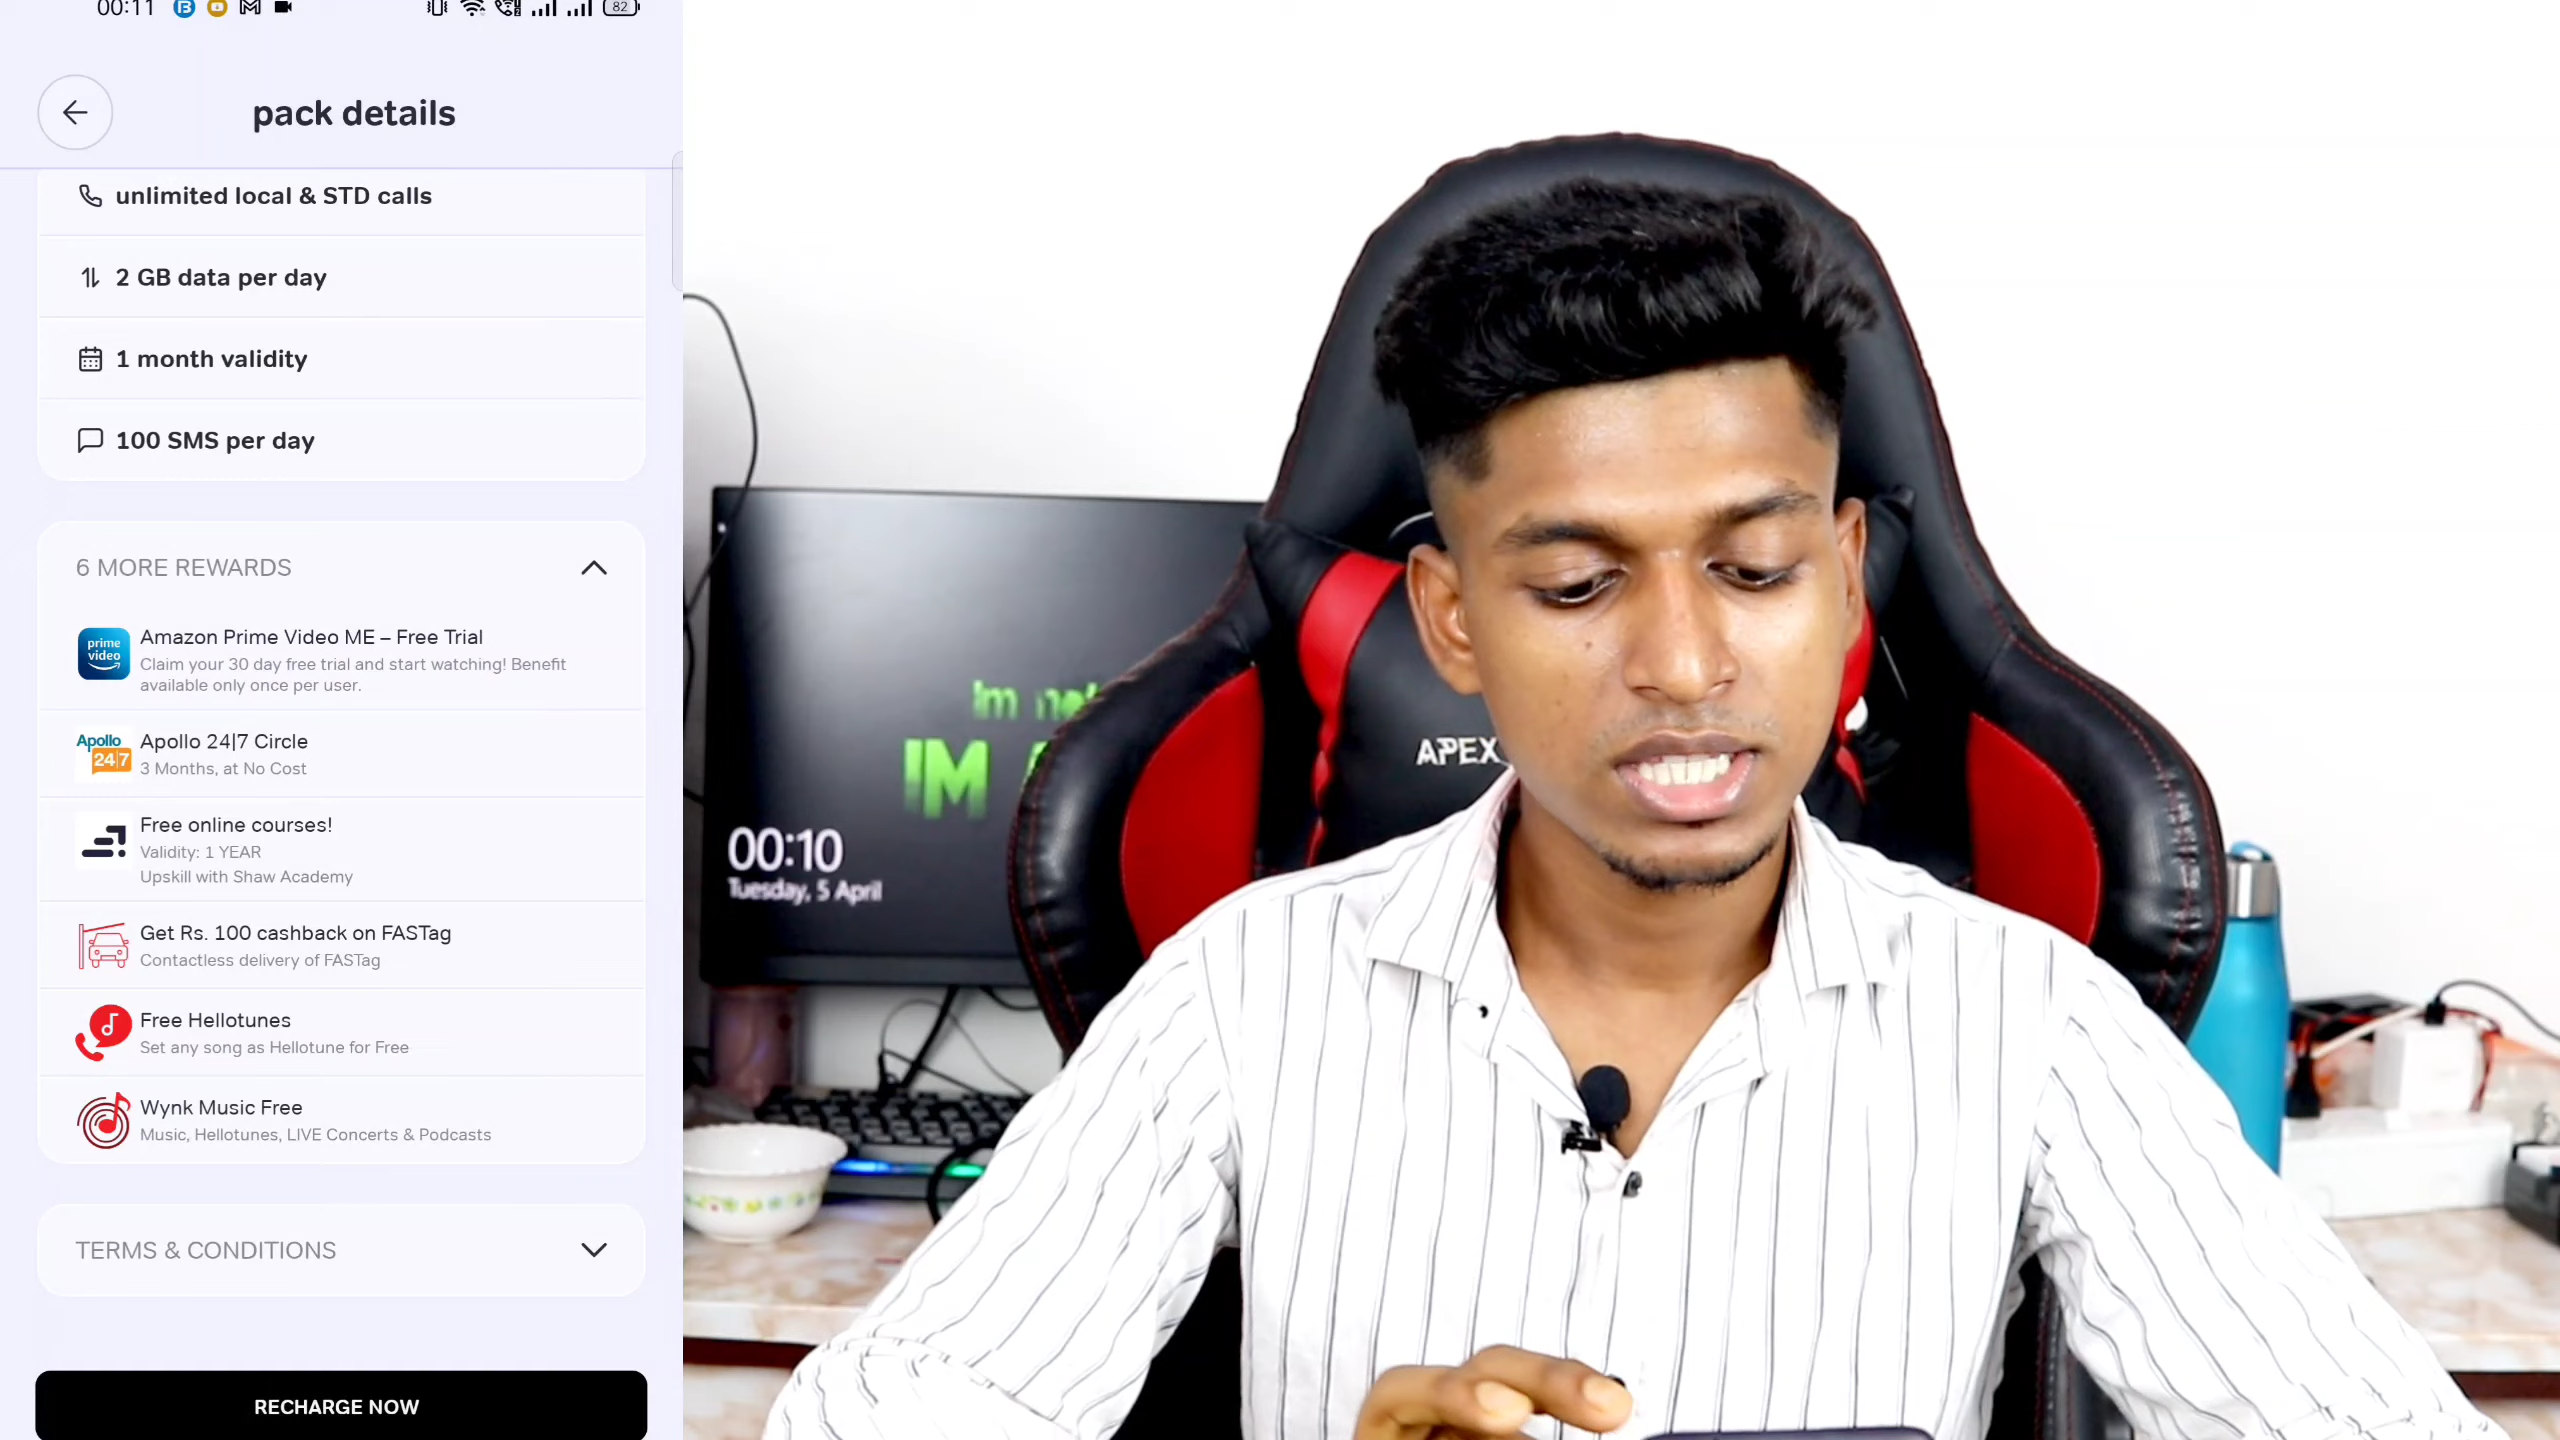 00:11
82
pack details
unlimited local & STD calls
2 GB data per day
1 month validity
100 SMS per day
6 MORE REWARDS
prime
video
Amazon Prime Video ME – Free Trial
Claim your 30 day free trial and start watching! Benefit
available only once per user.
Apollo
24|7
Apollo 24|7 Circle
3 Months, at No Cost
Free online courses!
Validity: 1 YEAR
Upskill with Shaw Academy
Get Rs. 100 cashback on FASTag
Contactless delivery of FASTag
Free Hellotunes
Set any song as Hellotune for Free
Wynk Music Free
Music, Hellotunes, LIVE Concerts & Podcasts
TERMS & CONDITIONS
RECHARGE NOW
Im
IM
00:10
Tuesday, 5 April
APEX